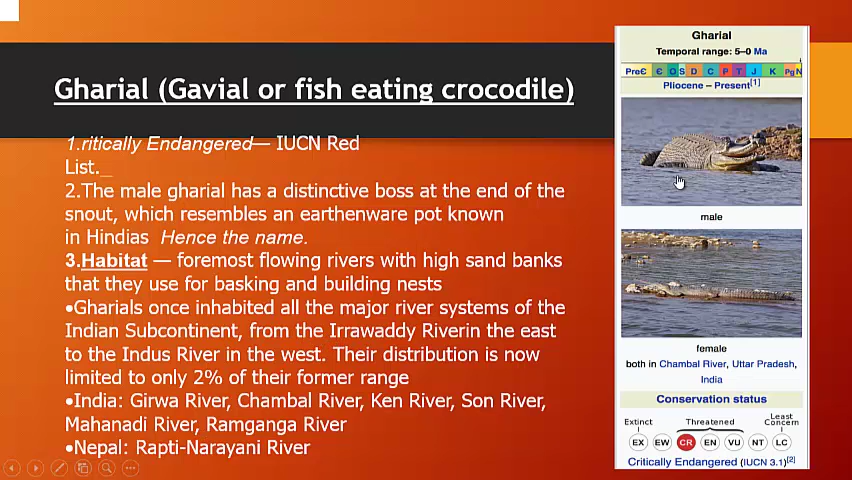 Gharial (Gavial or fish eating crocodile)
1.ritically Endangered— IUCN Red
List.
2.The male gharial has a distinctive boss at the end of the
snout, which resembles an earthenware pot known
in Hindias Hence the name.
3.Habitat — foremost flowing rivers with high sand banks
that they use for basking and building nests
•Gharials once inhabited all the major river systems of the
Indian Subcontinent, from the Irrawaddy Riverin the east
to the Indus River in the west. Their distribution is now
limited to only 2% of their former range
•India: Girwa River, Chambal River, Ken River, Son River,
Mahanadi River, Ramganga River
•Nepal: Rapti-Narayani River
Gharial
Temporal range: 5–0 Ma
PreЄ Є O S D C P T J K Pg N
Pliocene – Present[1]
male
female
both in Chambal River, Uttar Pradesh,
India
Conservation status
Extinct Threatened Least
Concern
EX EW CR EN VU NT LC
Critically Endangered (IUCN 3.1)[2]